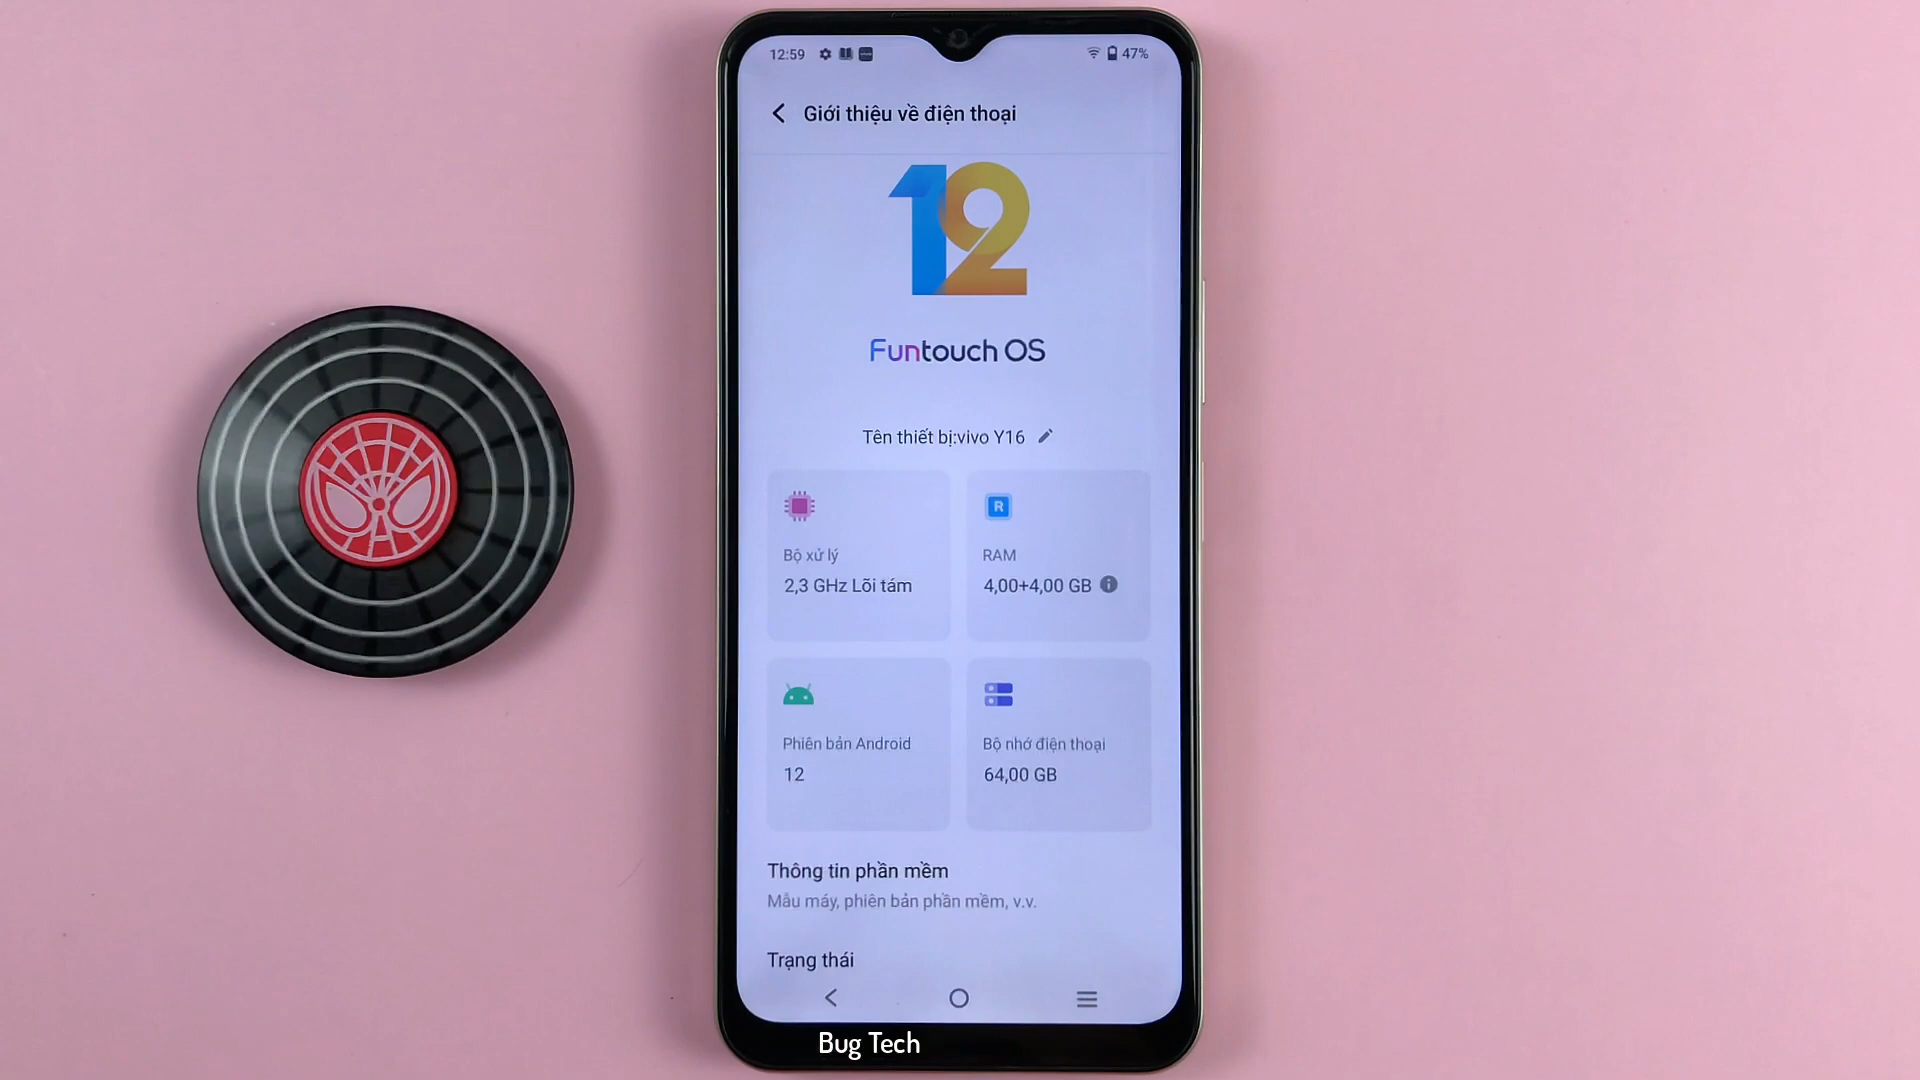 12:59
47%
Giới thiệu về điện thoại
12
Funtouch OS
Tên thiết bị:vivo Y16
Bộ xử lý
2,3 GHz Lõi tám
R
RAM
4,00+4,00 GB
Phiên bản Android
12
Bộ nhớ điện thoại
64,00 GB
Thông tin phần mềm
Mẫu máy, phiên bản phần mềm, v.v.
Trạng thái
Bug Tech